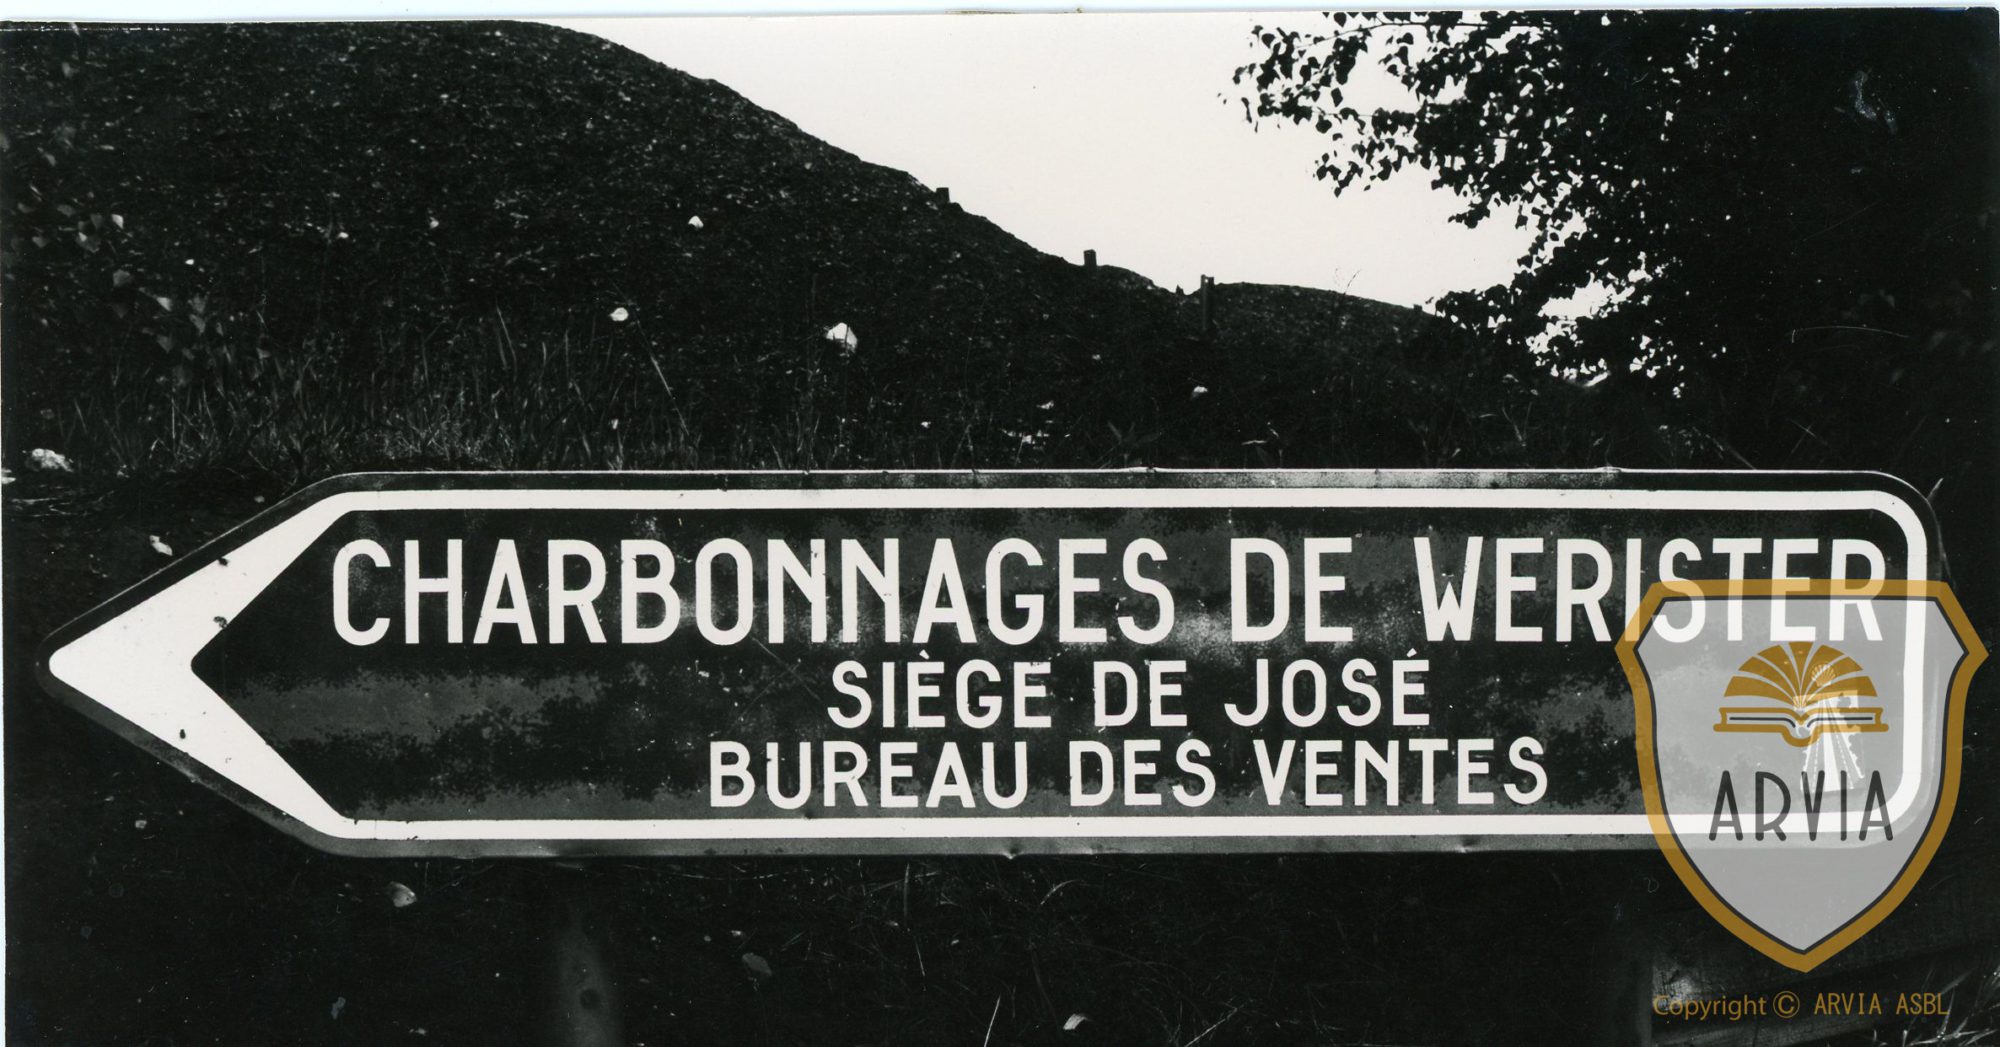 CHARBONNAGES DE WERISTER
SIÈGE DE JOSÉ
BUREAU DES VENTES
ARVIA
Copyright © ARVIA ASBL